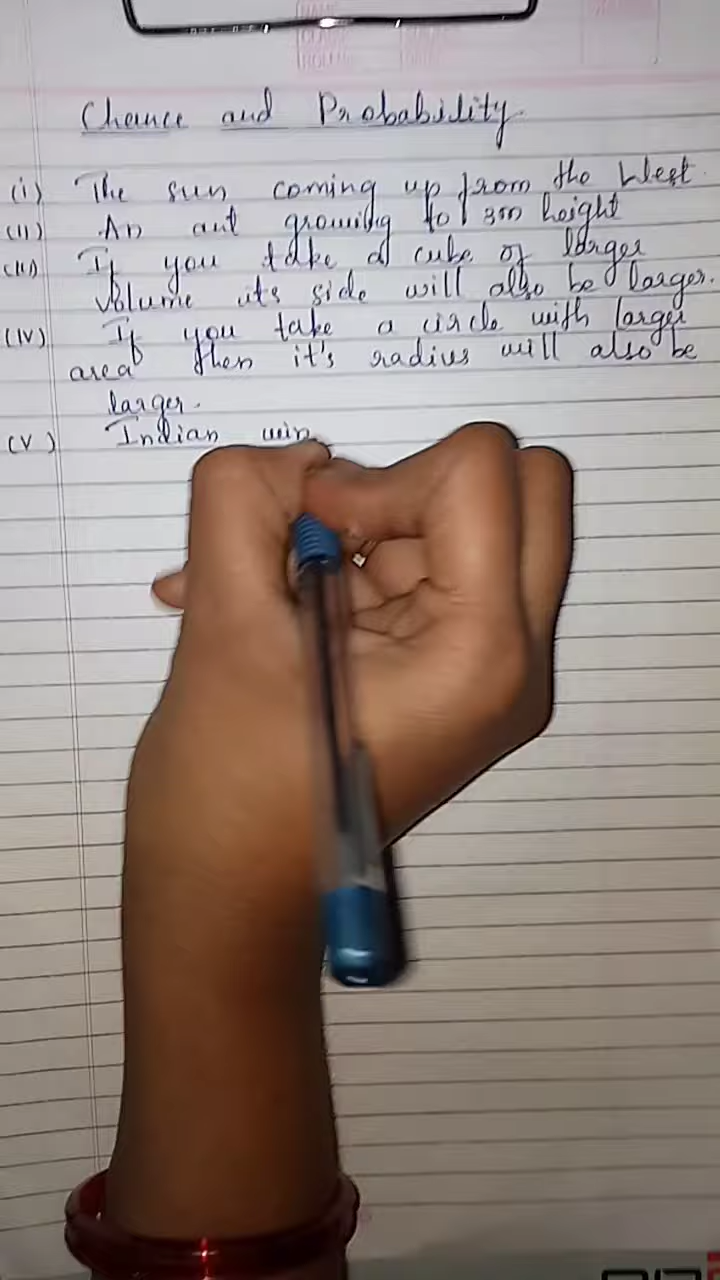 Chance and Probability
(i) The sun coming up from the West.
(II) An ant growing to 3m height
(III) If you take a cube of larger
volume its side will also be larger.
(IV) If you take a circle with larger
area then it's radius will also be
larger.
(V) Indian win